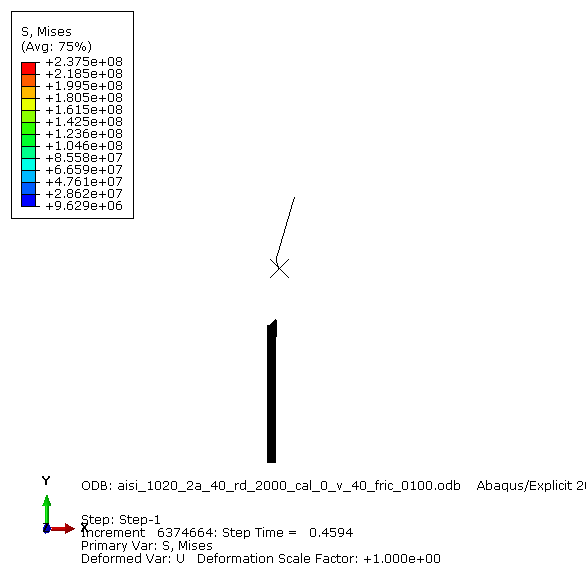 S, Mises
(Avg: 75%)
+2.375e+08
+2.185e+08
+1.995e+08
+1.805e+08
+1.615e+08
+1.425e+08
+1.236e+08
+1.046e+08
+8.558e+07
+6.659e+07
+4.761e+07
+2.862e+07
+9.629e+06
Y
X
ODB: aisi_1020_2a_40_rd_2000_cal_0_v_40_fric_0100.odb Abaqus/Explicit
Step: Step-1
Increment 6374664: Step Time = 0.4594
Primary Var: S, Mises
Deformed Var: U Deformation Scale Factor: +1.000e+00